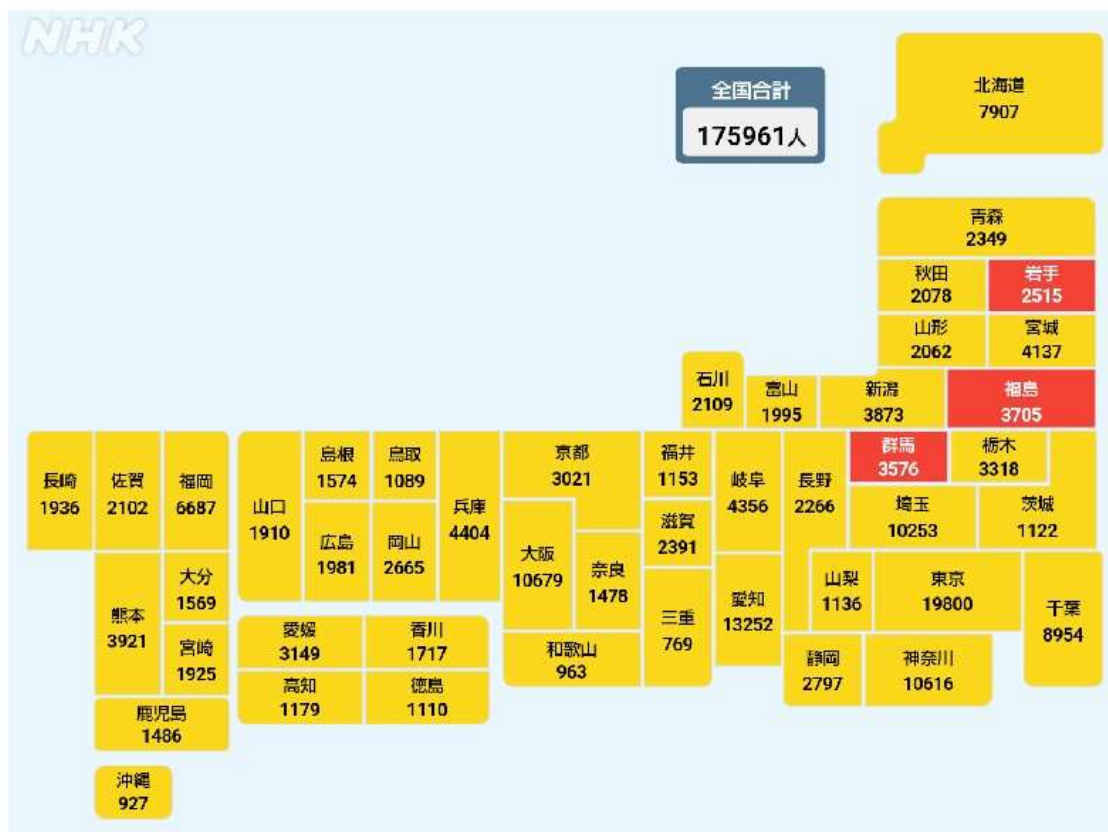 NHK
全国合計
175961人
北海道
7907
青森
2349
秋田
2078
岩手
2515
山形
2062
宮城
4137
石川
2109
富山
1995
新潟
3873
福島
3705
長崎
1936
佐賀
2102
福岡
6687
山口
1910
島根
1574
鳥取
1089
兵庫
4404
京都
3021
福井
1153
岐阜
4356
長野
2266
群馬
3576
栃木
3318
広島
1981
岡山
2665
大阪
10679
奈良
1478
滋賀
2391
埼玉
10253
茨城
1122
熊本
3921
大分
1569
宮崎
1925
愛媛
3149
香川
1717
和歌山
963
三重
769
愛知
13252
山梨
1136
東京
19800
千葉
8954
高知
1179
徳島
1110
静岡
2797
神奈川
10616
鹿児島
1486
沖縄
927